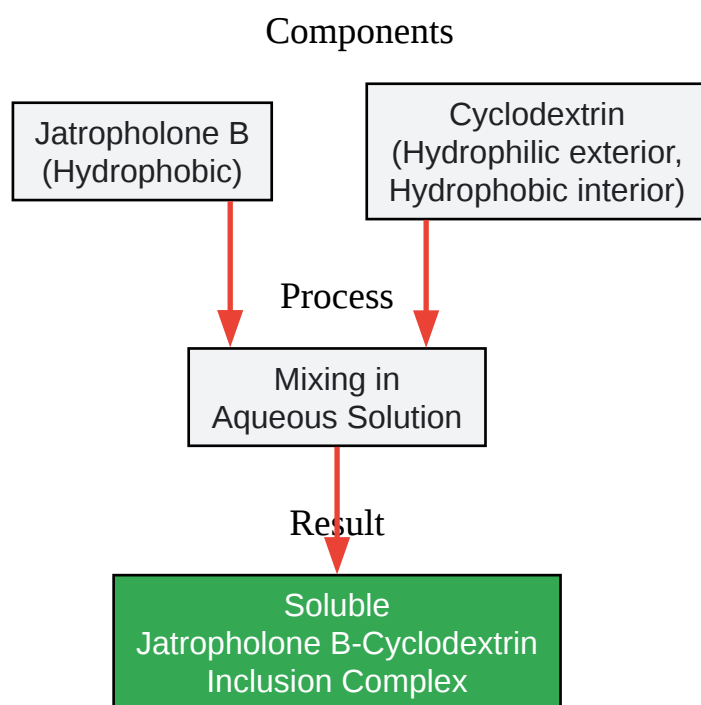 Components
Jatropholone B
(Hydrophobic)
Cyclodextrin
(Hydrophilic exterior,
Hydrophobic interior)
Process
Mixing in
Aqueous Solution
Result
Soluble
Jatropholone B-Cyclodextrin
Inclusion Complex